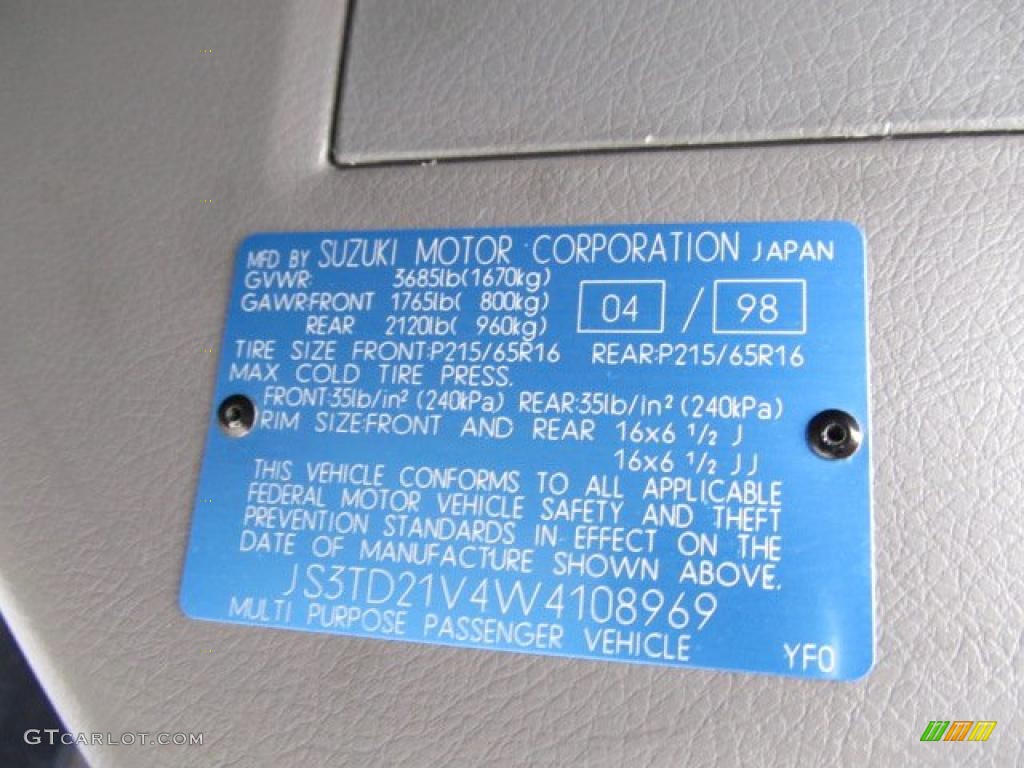 MFD BY SUZUKI MOTOR CORPORATION JAPAN
GVWR: 3685lb(1670kg)
GAWR:FRONT 1765lb( 800kg)
REAR 2120lb( 960kg)
04 / 98
TIRE SIZE FRONT:P215/65R16 REAR:P215/65R16
MAX COLD TIRE PRESS.
FRONT:35lb/in² (240kPa) REAR:35lb/in² (240kPa)
RIM SIZE:FRONT AND REAR 16x6 1/2 J
16x6 1/2 JJ
THIS VEHICLE CONFORMS TO ALL APPLICABLE
FEDERAL MOTOR VEHICLE SAFETY AND THEFT
PREVENTION STANDARDS IN EFFECT ON THE
DATE OF MANUFACTURE SHOWN ABOVE.
JS3TD21V4W4108969
MULTI PURPOSE PASSENGER VEHICLE YF0
GTCARLOT.COM